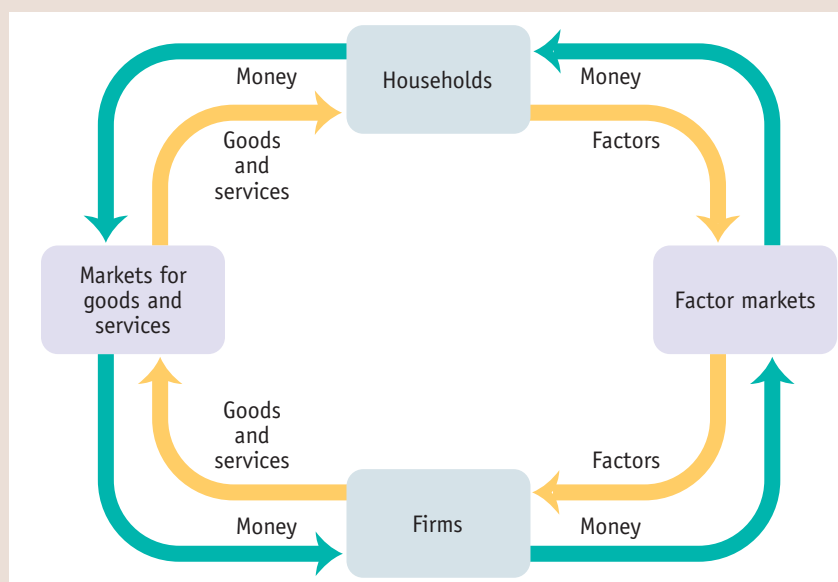 Money
Households
Money
Goods
and
services
Factors
Markets for
goods and
services
Factor markets
Goods
and
services
Factors
Money
Firms
Money